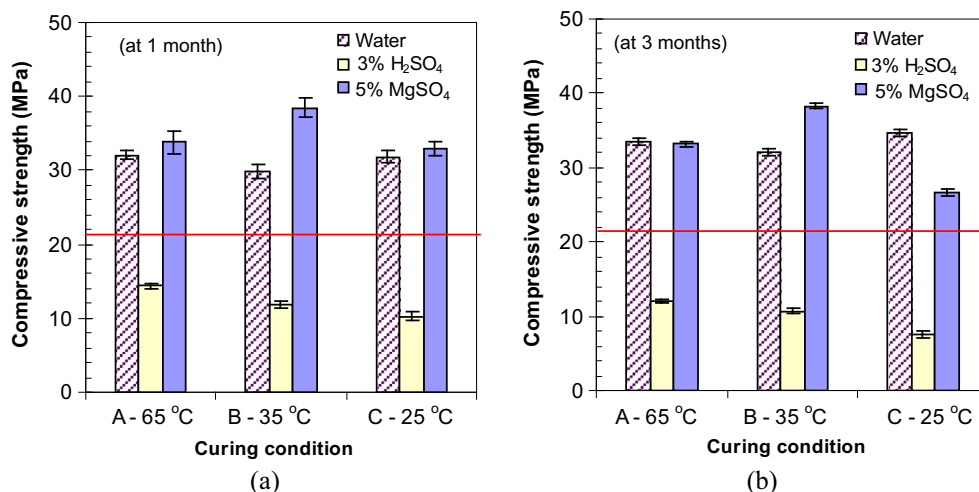 50
40
30
20
10
0
Compressive strength (MPa)
(at 1 month)
Water
3% H₂SO₄
5% MgSO₄
A - 65 °C
B - 35 °C
C - 25 °C
Curing condition
(a)
50
40
30
20
10
0
Compressive strength (MPa)
(at 3 months)
Water
3% H₂SO₄
5% MgSO₄
A - 65 °C
B - 35 °C
C - 25 °C
Curing condition
(b)